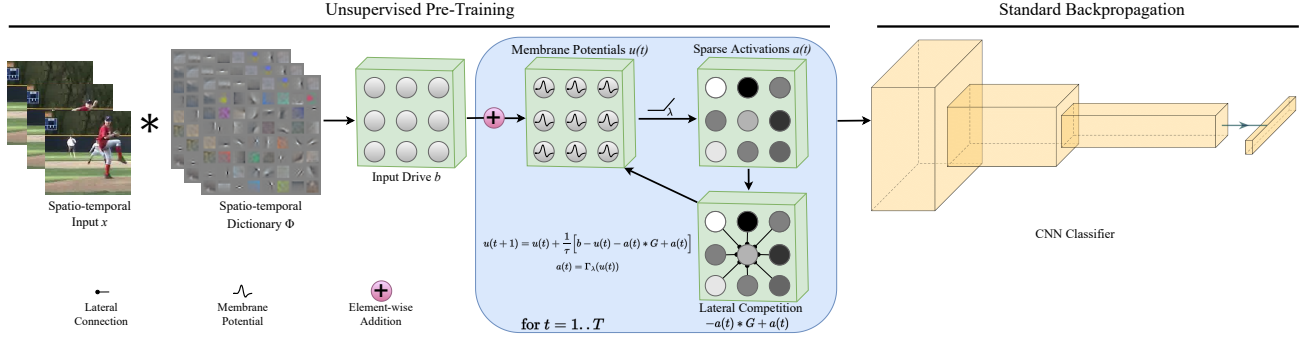 Unsupervised Pre-Training
Standard Backpropagation
Membrane Potentials u(t)
Sparse Activations a(t)
*
+
λ
Input Drive b
Spatio-temporal
Input x
Spatio-temporal
Dictionary Φ
u(t + 1) = u(t) + 1/τ [b − u(t) − a(t) * G + a(t)]
a(t) = Γλ(u(t))
CNN Classifier
Lateral
Connection
Membrane
Potential
+
Element-wise
Addition
Lateral Competition
−a(t) * G + a(t)
for t = 1..T